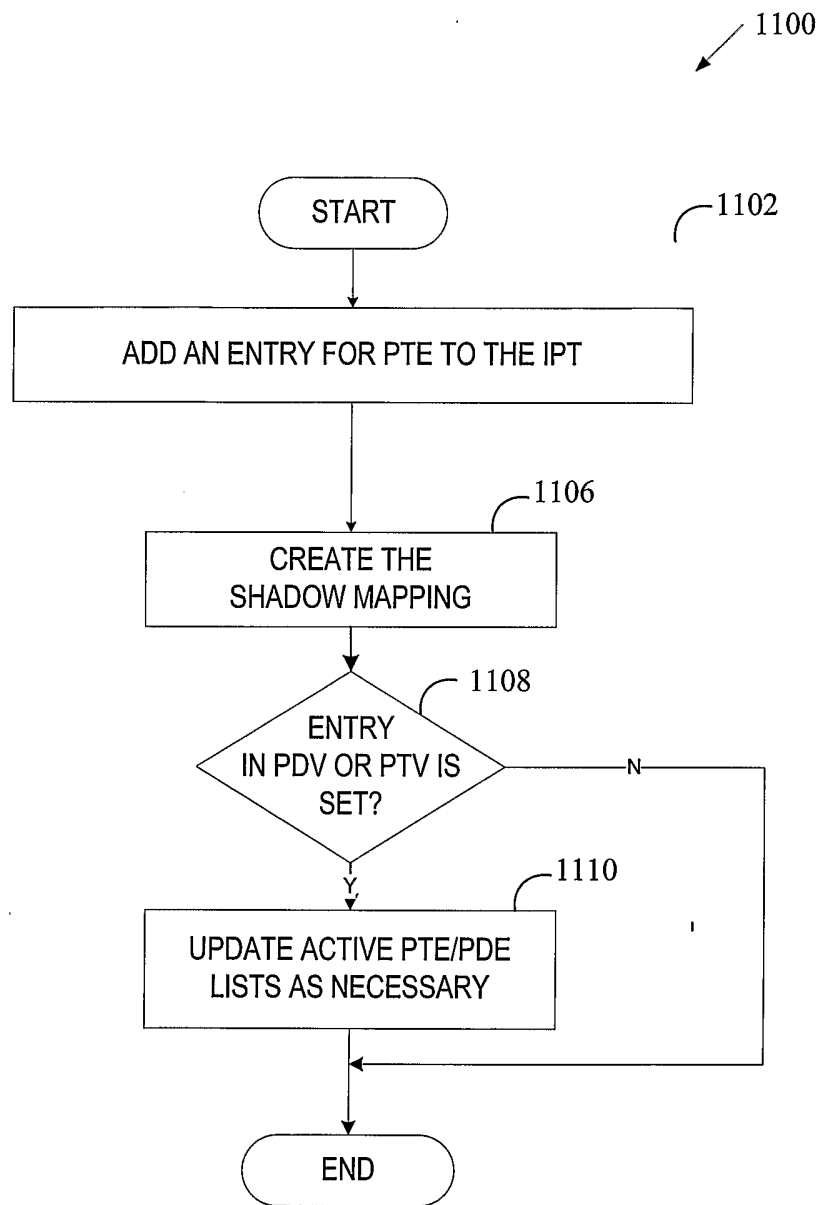 1100
START
1102
ADD AN ENTRY FOR PTE TO THE IPT
1106
CREATE THE
SHADOW MAPPING
1108
ENTRY
IN PDV OR PTV IS
SET?
N
Y
1110
UPDATE ACTIVE PTE/PDE
LISTS AS NECESSARY
END